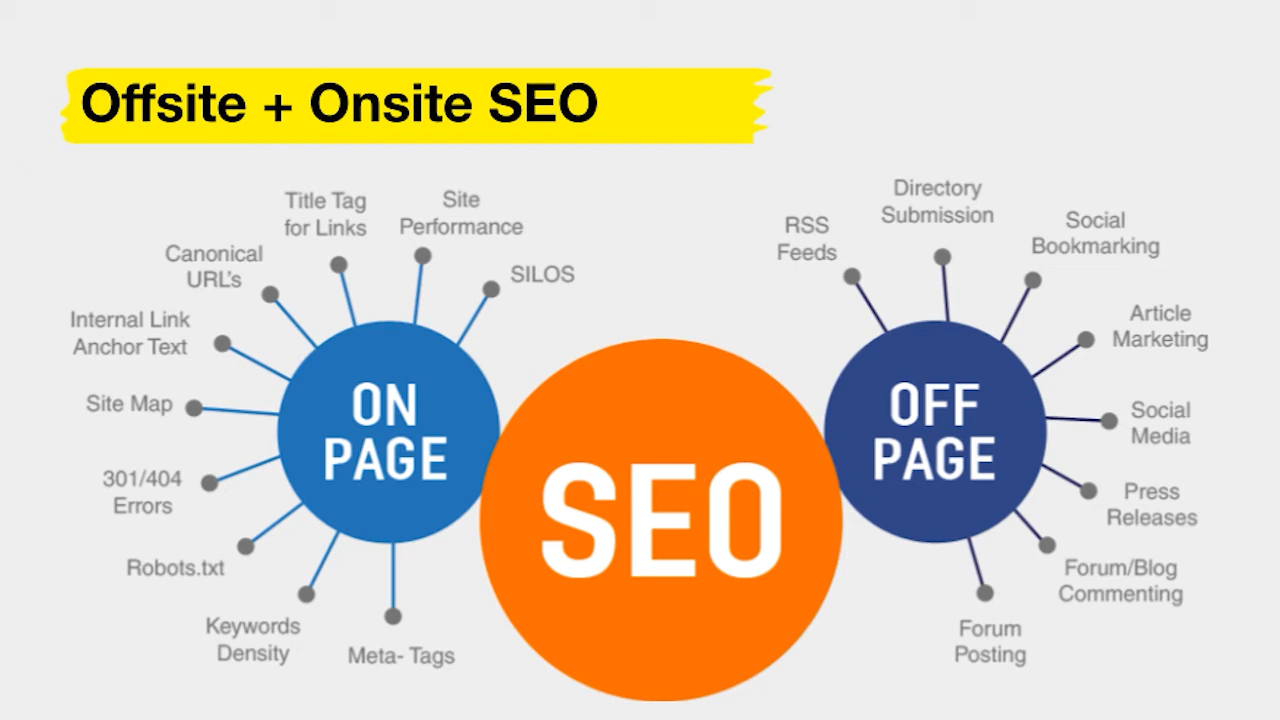 Offsite + Onsite SEO
Title Tag
for Links
Site
Performance
Canonical
URL's
SILOS
Internal Link
Anchor Text
Site Map
301/404
Errors
Robots.txt
Keywords
Density
Meta- Tags
ON
PAGE
SEO
OFF
PAGE
RSS
Feeds
Directory
Submission
Social
Bookmarking
Article
Marketing
Social
Media
Press
Releases
Forum/Blog
Commenting
Forum
Posting